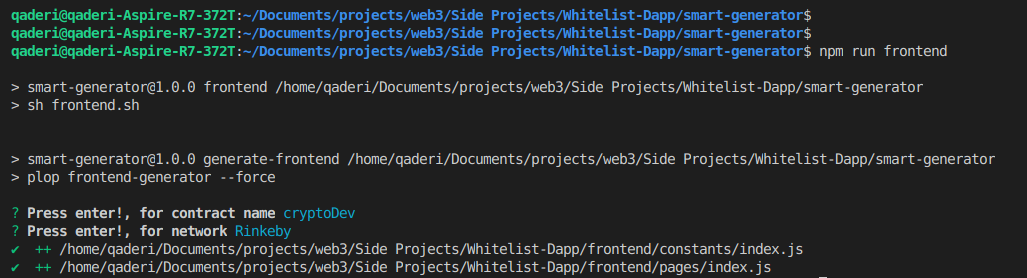 qaderi@qaderi-Aspire-R7-372T:~/Documents/projects/web3/Side Projects/Whitelist-Dapp/smart-generator$
qaderi@qaderi-Aspire-R7-372T:~/Documents/projects/web3/Side Projects/Whitelist-Dapp/smart-generator$
qaderi@qaderi-Aspire-R7-372T:~/Documents/projects/web3/Side Projects/Whitelist-Dapp/smart-generator$ npm run frontend
> smart-generator@1.0.0 frontend /home/qaderi/Documents/projects/web3/Side Projects/Whitelist-Dapp/smart-generator
> sh frontend.sh
> smart-generator@1.0.0 generate-frontend /home/qaderi/Documents/projects/web3/Side Projects/Whitelist-Dapp/smart-generator
> plop frontend-generator --force
? Press enter!, for contract name cryptoDev
? Press enter!, for network Rinkeby
✔ ++ /home/qaderi/Documents/projects/web3/Side Projects/Whitelist-Dapp/frontend/constants/index.js
✔ ++ /home/qaderi/Documents/projects/web3/Side Projects/Whitelist-Dapp/frontend/pages/index.js